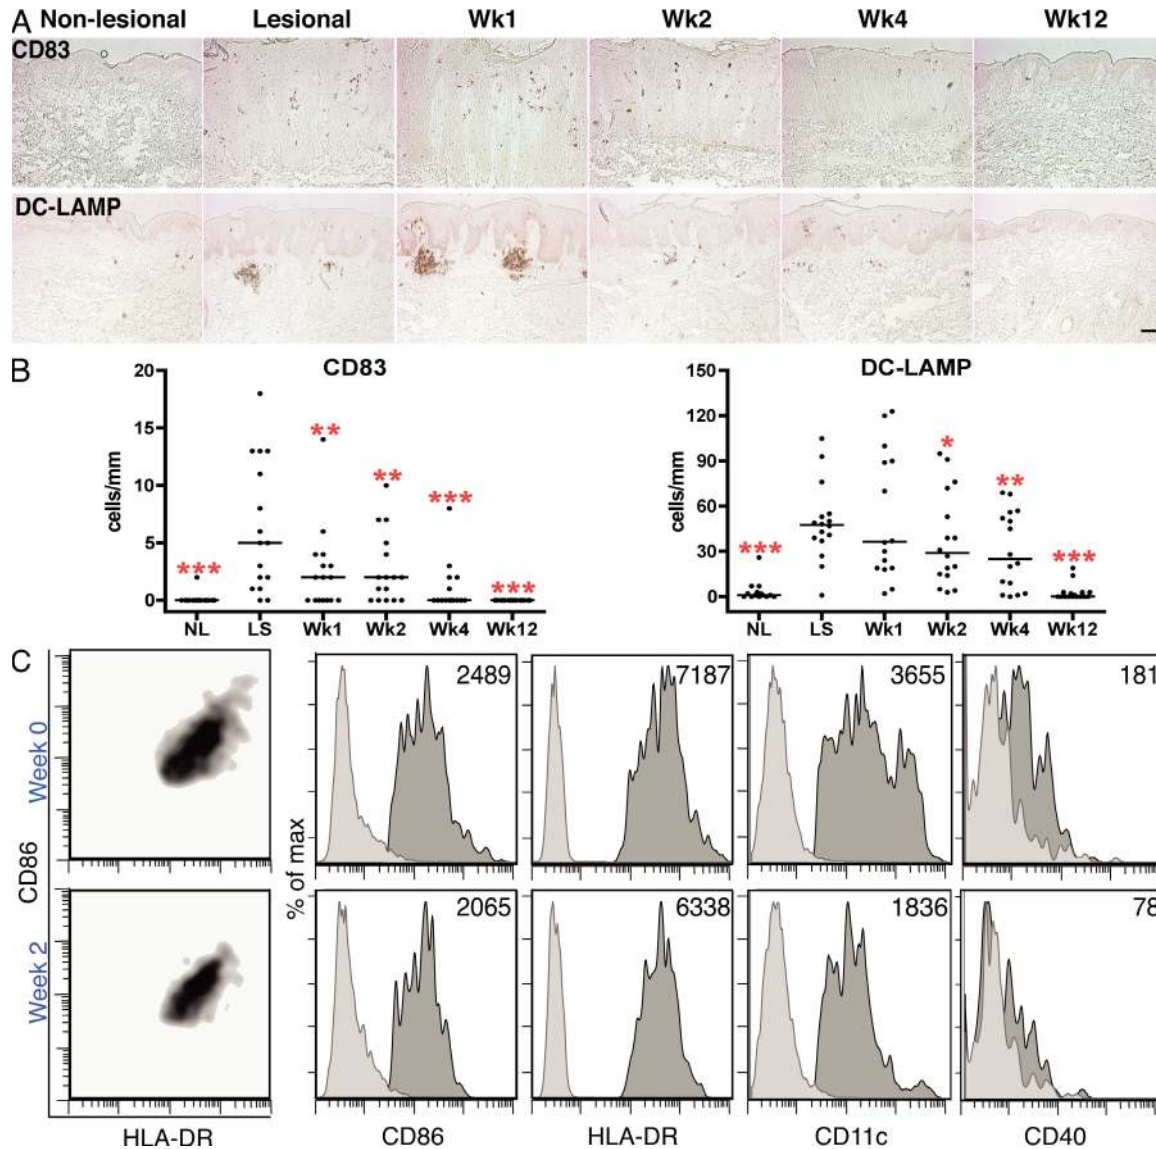 A Non-lesional Lesional Wk1 Wk2 Wk4 Wk12
CD83
DC-LAMP
B CD83 DC-LAMP
cells/mm
20
15
10
5
0
*** ** ** *** ***
NL LS Wk1 Wk2 Wk4 Wk12
cells/mm
150
120
90
60
30
0
*** * ** ***
NL LS Wk1 Wk2 Wk4 Wk12
C
Week 0
2489 7187 3655 181
CD86
% of max
Week 2
2065 6338 1836 78
HLA-DR CD86 HLA-DR CD11c CD40